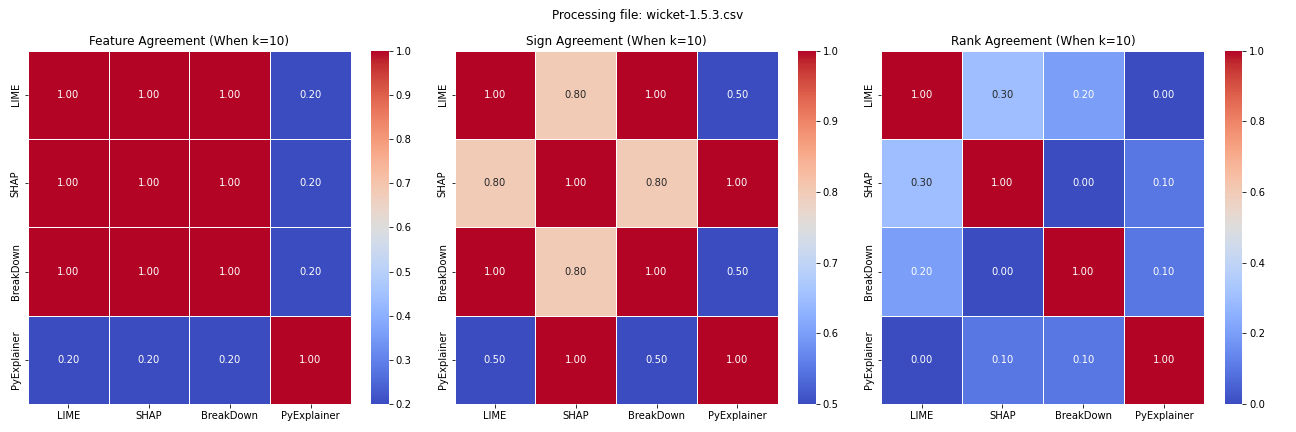 Processing file: wicket-1.5.3.csv
Feature Agreement (When k=10)
LIME
SHAP
BreakDown
PyExplainer
1.00 1.00 1.00 0.20
1.00 1.00 1.00 0.20
1.00 1.00 1.00 0.20
0.20 0.20 0.20 1.00
LIME SHAP BreakDown PyExplainer
1.0
0.9
0.8
0.7
0.6
0.5
0.4
0.3
0.2
Sign Agreement (When k=10)
LIME
SHAP
BreakDown
PyExplainer
1.00 0.80 1.00 0.50
0.80 1.00 0.80 1.00
1.00 0.80 1.00 0.50
0.50 1.00 0.50 1.00
LIME SHAP BreakDown PyExplainer
1.0
0.9
0.8
0.7
0.6
0.5
Rank Agreement (When k=10)
LIME
SHAP
BreakDown
PyExplainer
1.00 0.30 0.20 0.00
0.30 1.00 0.00 0.10
0.20 0.00 1.00 0.10
0.00 0.10 0.10 1.00
LIME SHAP BreakDown PyExplainer
1.0
0.8
0.6
0.4
0.2
0.0